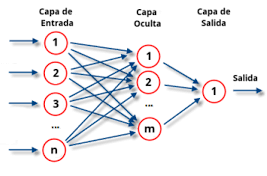 Capa de
Entrada
Capa
Oculta
Capa de
Salida
1
2
3
...
n
1
2
...
m
1
Salida